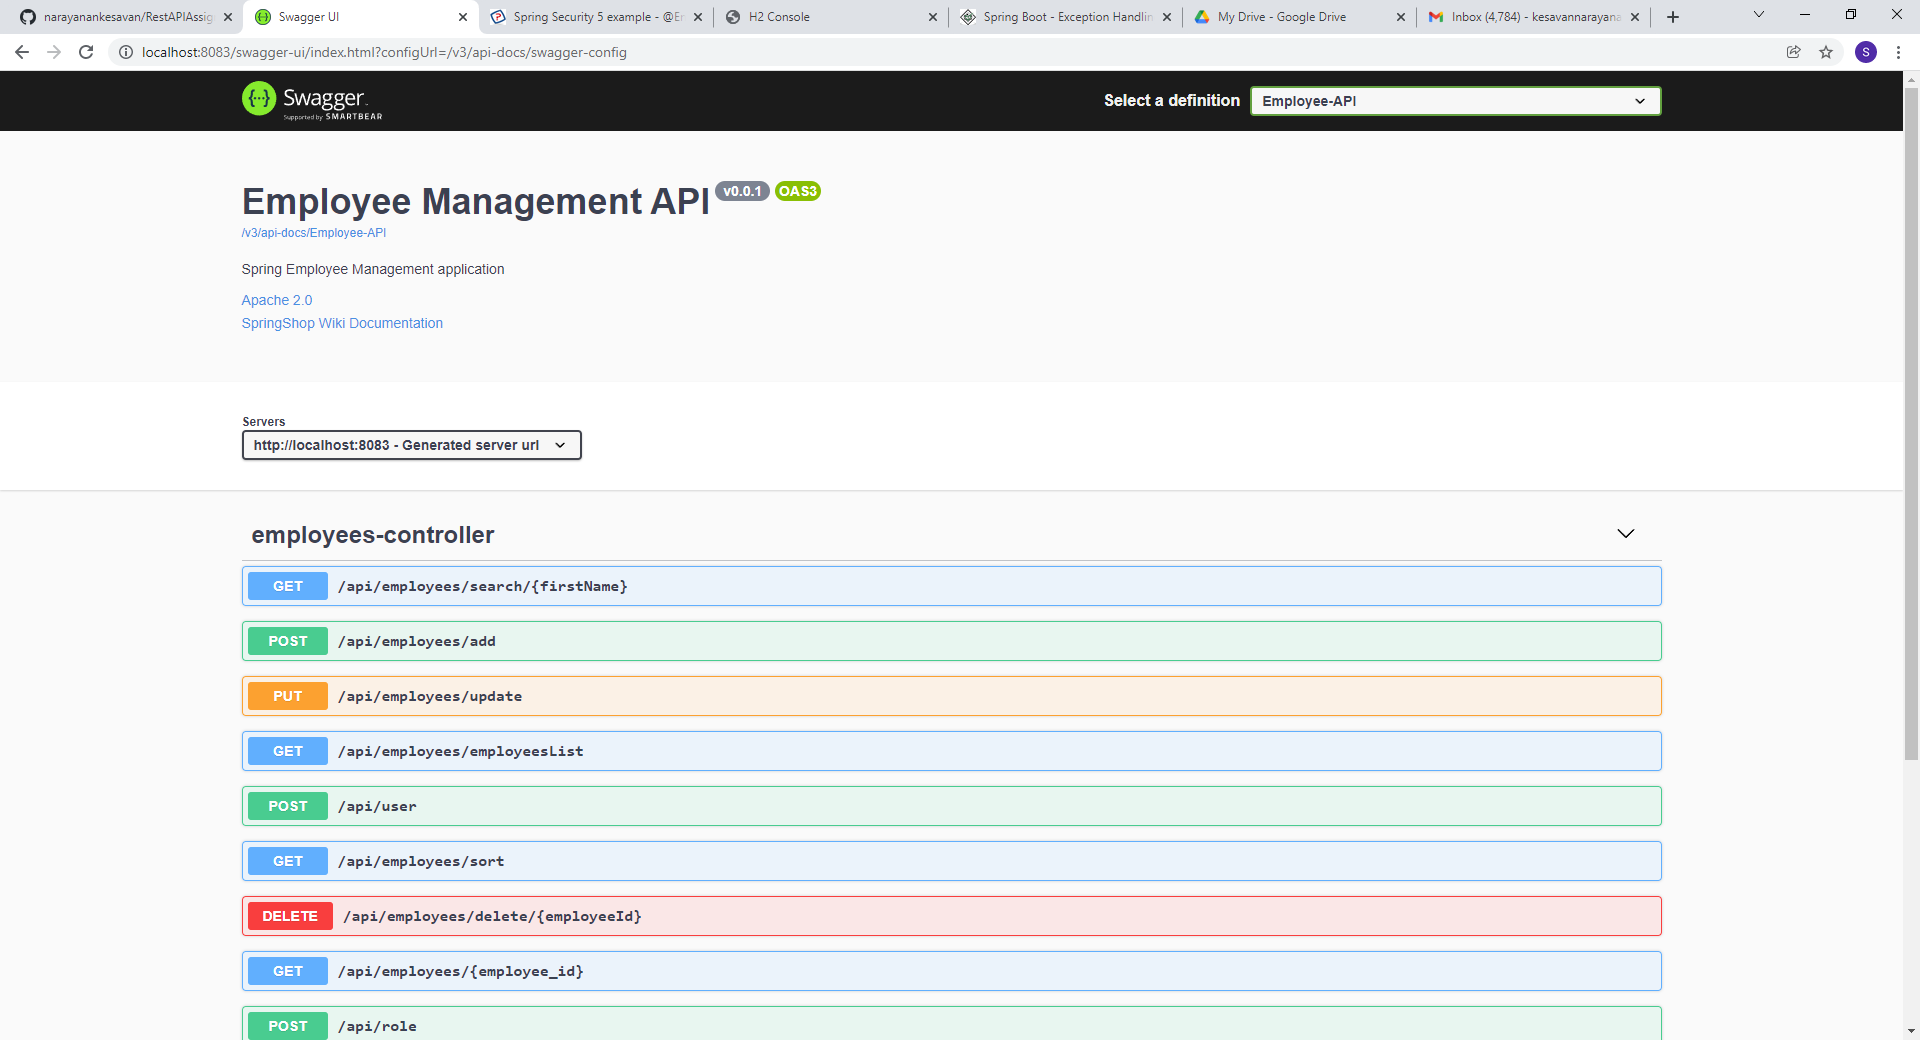 narayanankesavan/RestAPIAssig
Swagger UI
Spring Security 5 example - @En
H2 Console
Spring Boot - Exception Handlin
My Drive - Google Drive
Inbox (4,784) - kesavannarayana
localhost:8083/swagger-ui/index.html?configUrl=/v3/api-docs/swagger-config
S
Swagger
Supported by SMARTBEAR
Select a definition
Employee-API
Employee Management API v0.0.1 OAS3
/v3/api-docs/Employee-API
Spring Employee Management application
Apache 2.0
SpringShop Wiki Documentation
Servers
http://localhost:8083 - Generated server url
employees-controller
GET /api/employees/search/{firstName}
POST /api/employees/add
PUT /api/employees/update
GET /api/employees/employeesList
POST /api/user
GET /api/employees/sort
DELETE /api/employees/delete/{employeeId}
GET /api/employees/{employee_id}
POST /api/role